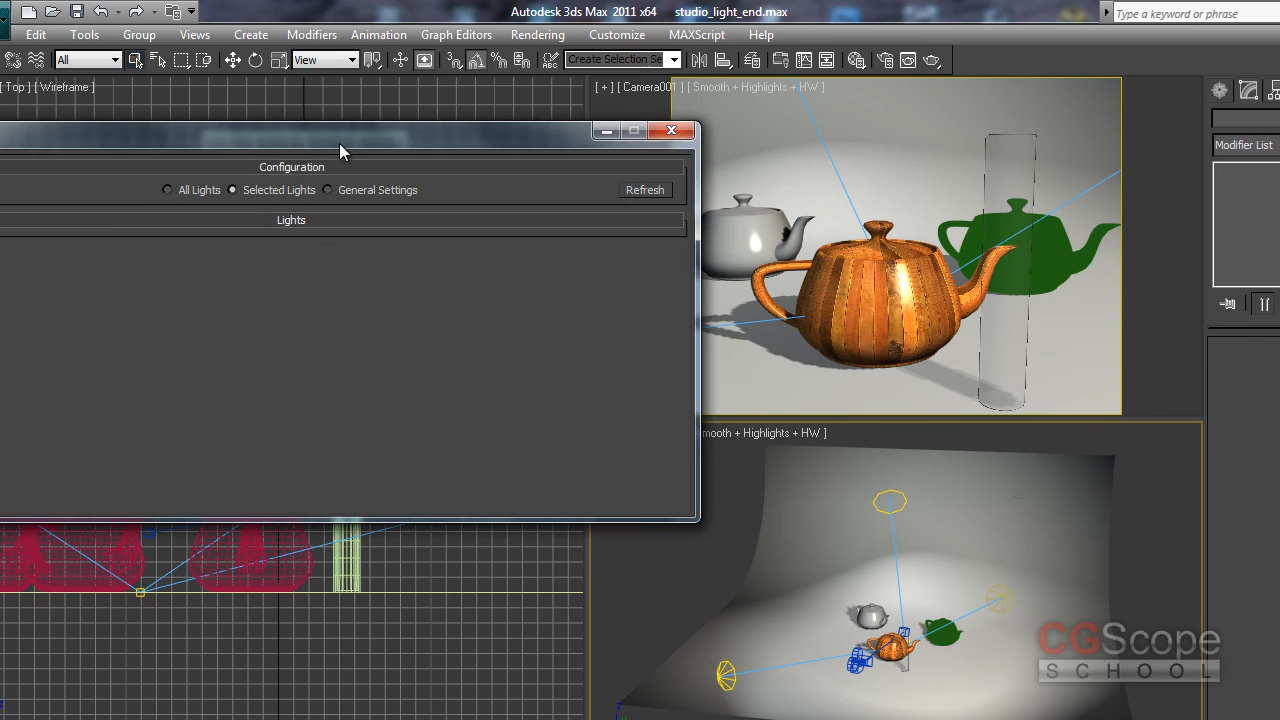 Autodesk 3ds Max 2011 x64 studio_light_end.max
Type a keyword or phrase
Edit Tools Group Views Create Modifiers Animation Graph Editors Rendering Customize MAXScript Help
All View Create Selection Se
[ Top ] [ Wireframe ]
[ + ] [ Camera001 ] [ Smooth + Highlights + HW ]
Modifier List
Configuration
All Lights Selected Lights General Settings Refresh
Lights
mooth + Highlights + HW ]
CGScope
SCHOOL